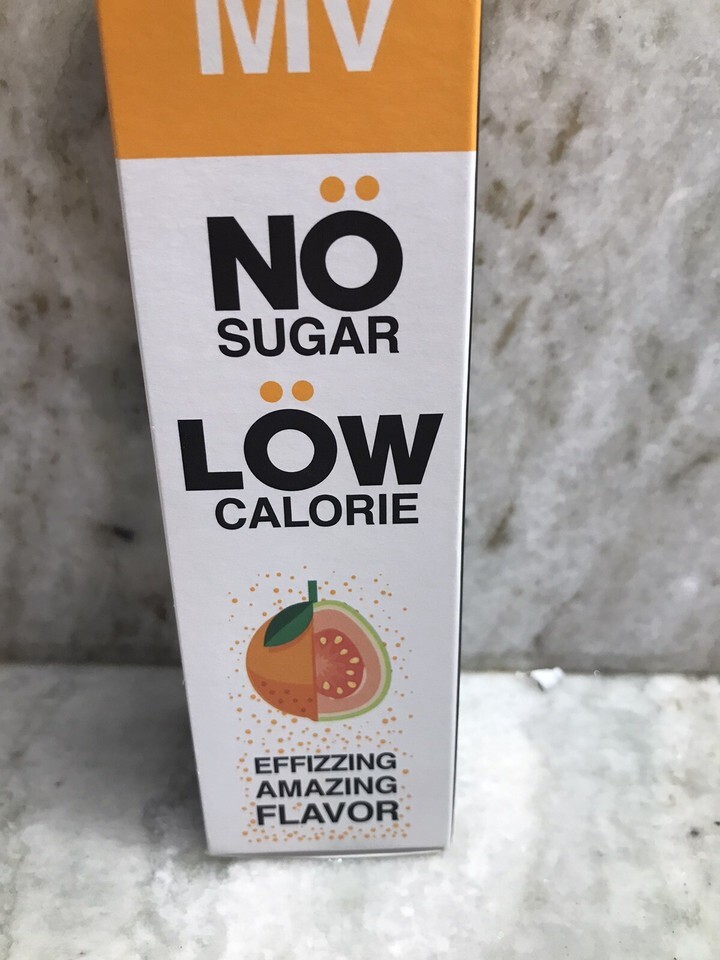 MV
NÖ
SUGAR
LÖW
CALORIE
EFFIZZING
AMAZING
FLAVOR